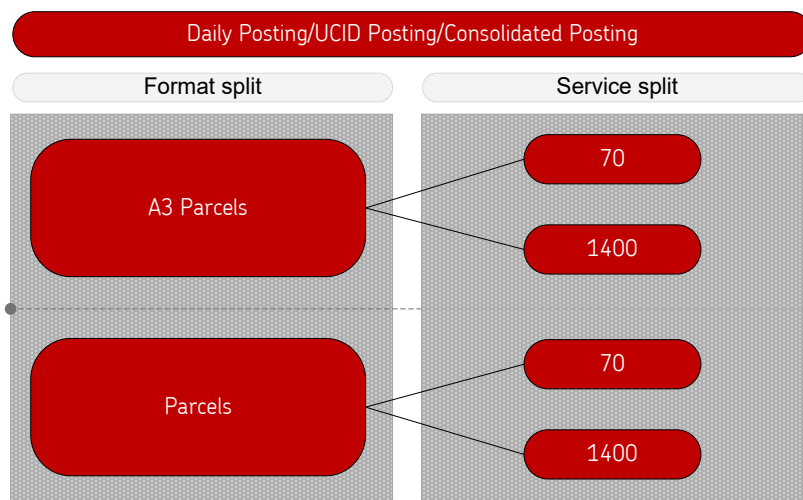 Daily Posting/UCID Posting/Consolidated Posting
Format split
Service split
A3 Parcels
70
1400
Parcels
70
1400